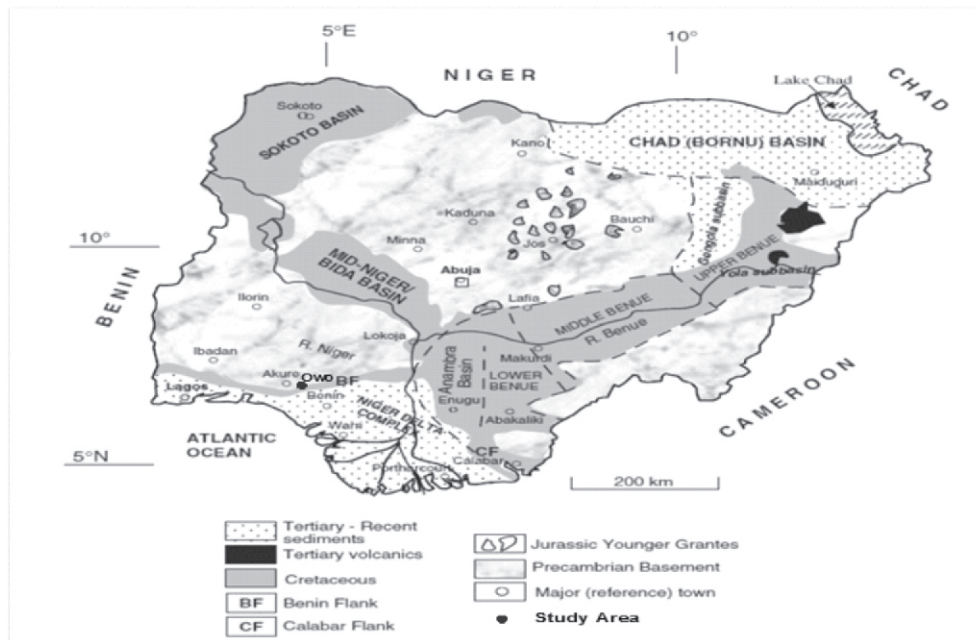 5°E
10°
NIGER
CHAD
Lake Chad
Sokoto
SOKOTO BASIN
Kano
CHAD (BORNU) BASIN
Maiduguri
Kaduna
Bauchi
Gongola subbasin
10°
Minna
Jos
UPPER BENUE
Yola subbasin
MID-NIGER/
BIDA BASIN
Abuja
BENIN
Ilorin
Lafia
MIDDLE BENUE
R. Benue
Lokoja
Ibadan
R. Niger
Makurdi
Anambra
Basin
LOWER
BENUE
Akure
Owo
BF
Lagos
Benin
Enugu
Abakaliki
CAMEROON
NIGER DELTA
COMPLEX
Warri
ATLANTIC
OCEAN
CF
Calabar
5°N
Portharcourt
200 km
Tertiary - Recent
sediments
Tertiary volcanics
Cretaceous
BF
Benin Flank
CF
Calabar Flank
Jurassic Younger Grantes
Precambrian Basement
Major (reference) town
Study Area